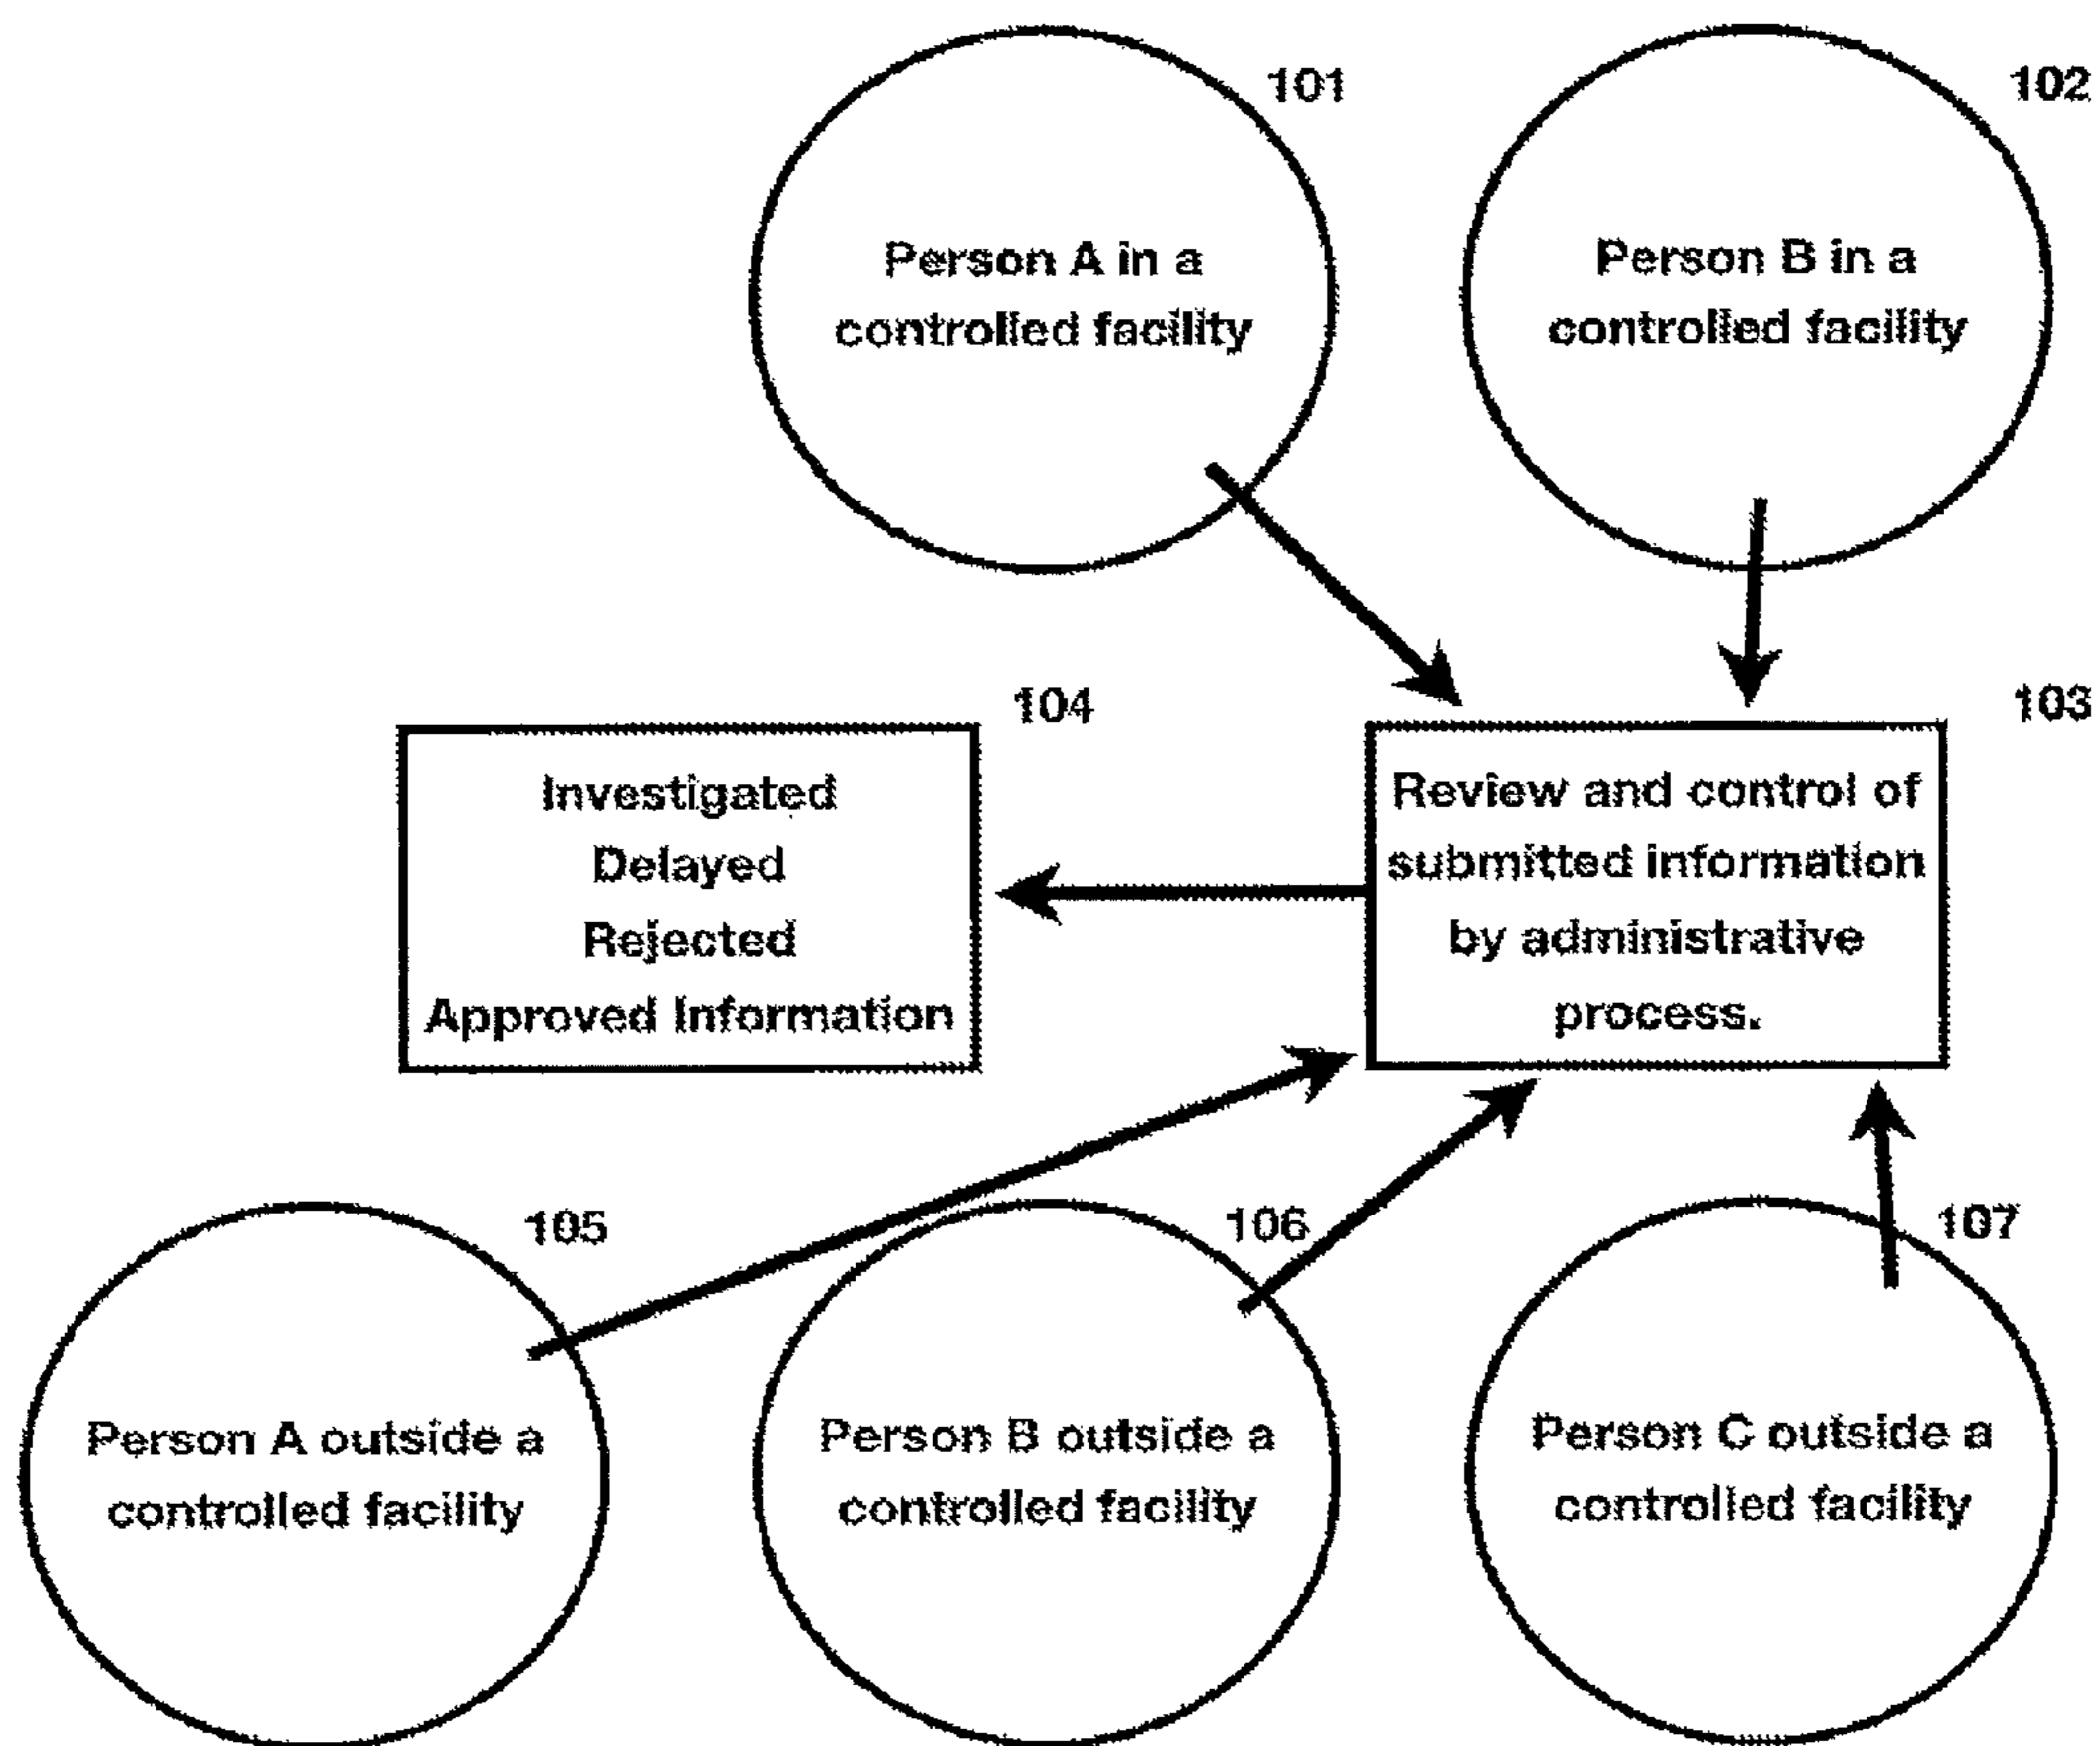 101
102
Person A in a
controlled facility
Person B in a
controlled facility
104
103
Investigated
Delayed
Rejected
Approved Information
Review and control of
submitted information
by administrative
process.
105
106
107
Person A outside a
controlled facility
Person B outside a
controlled facility
Person C outside a
controlled facility